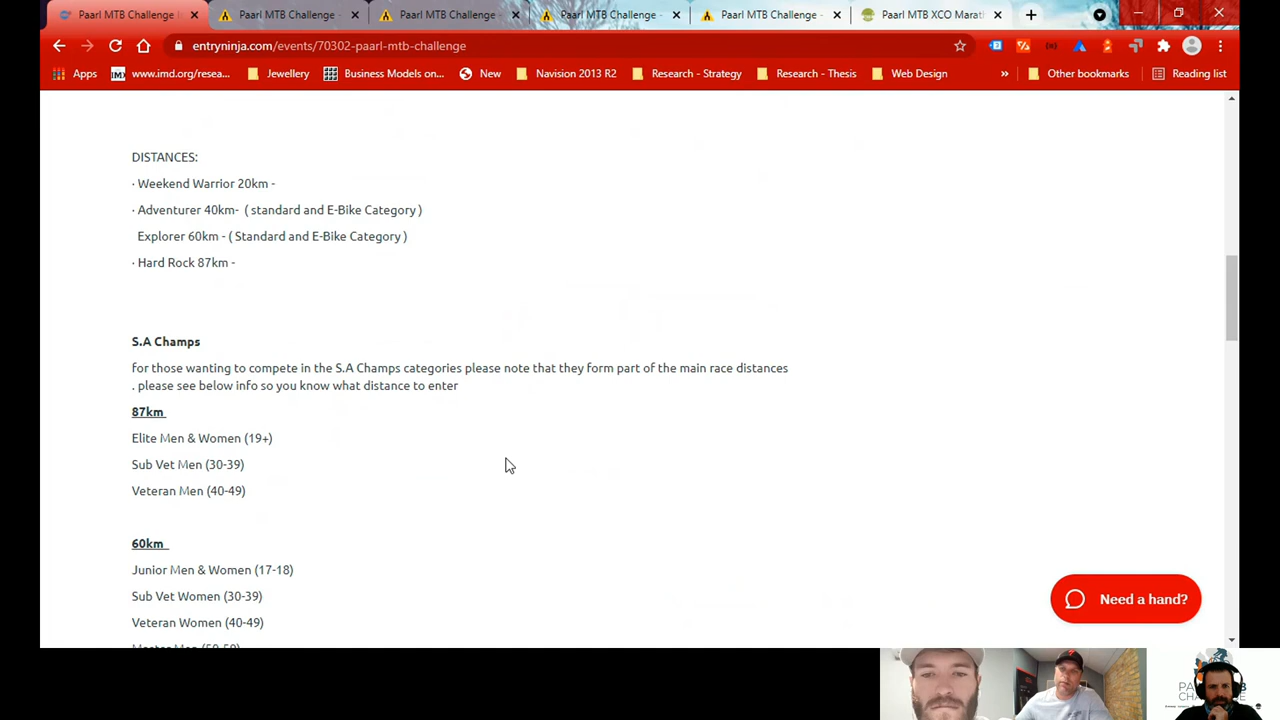 Paarl MTB Challenge
Paarl MTB Challenge -
Paarl MTB Challenge -
Paarl MTB Challenge -
Paarl MTB Challenge -
Paarl MTB XCO Marath
entryninja.com/events/70302-paarl-mtb-challenge
Apps
www.imd.org/resea...
Jewellery
Business Models on...
New
Navision 2013 R2
Research - Strategy
Research - Thesis
Web Design
»
Other bookmarks
Reading list
DISTANCES:
· Weekend Warrior 20km -
· Adventurer 40km- ( standard and E-Bike Category )
Explorer 60km - ( Standard and E-Bike Category )
· Hard Rock 87km -
S.A Champs
for those wanting to compete in the S.A Champs categories please note that they form part of the main race distances
. please see below info so you know what distance to enter
87km
Elite Men & Women (19+)
Sub Vet Men (30-39)
Veteran Men (40-49)
60km
Junior Men & Women (17-18)
Sub Vet Women (30-39)
Veteran Women (40-49)
Master Men (50-59)
Need a hand?